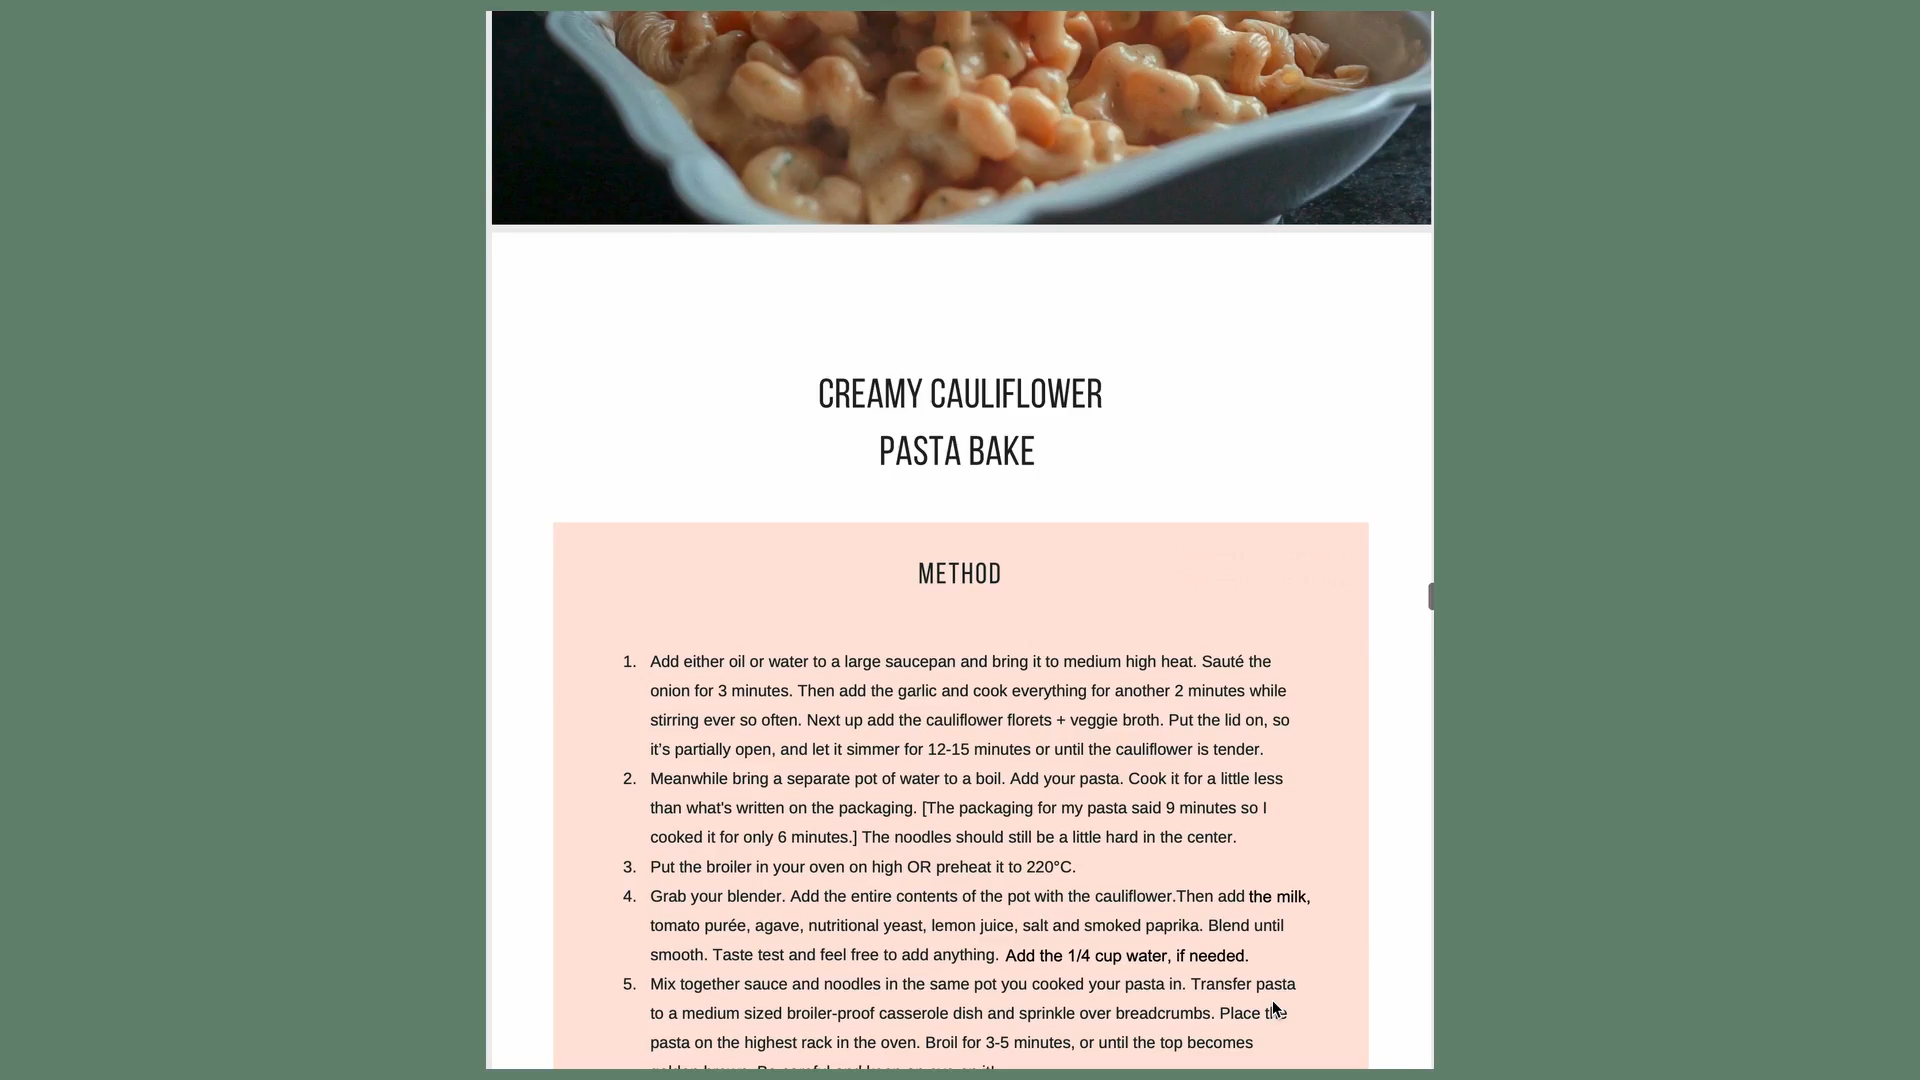 CREAMY CAULIFLOWER
PASTA BAKE
METHOD
1. Add either oil or water to a large saucepan and bring it to medium high heat. Sauté the
onion for 3 minutes. Then add the garlic and cook everything for another 2 minutes while
stirring ever so often. Next up add the cauliflower florets + veggie broth. Put the lid on, so
it's partially open, and let it simmer for 12-15 minutes or until the cauliflower is tender.
2. Meanwhile bring a separate pot of water to a boil. Add your pasta. Cook it for a little less
than what's written on the packaging. [The packaging for my pasta said 9 minutes so I
cooked it for only 6 minutes.] The noodles should still be a little hard in the center.
3. Put the broiler in your oven on high OR preheat it to 220°C.
4. Grab your blender. Add the entire contents of the pot with the cauliflower.Then add the milk,
tomato purée, agave, nutritional yeast, lemon juice, salt and smoked paprika. Blend until
smooth. Taste test and feel free to add anything. Add the 1/4 cup water, if needed.
5. Mix together sauce and noodles in the same pot you cooked your pasta in. Transfer pasta
to a medium sized broiler-proof casserole dish and sprinkle over breadcrumbs. Place the
pasta on the highest rack in the oven. Broil for 3-5 minutes, or until the top becomes